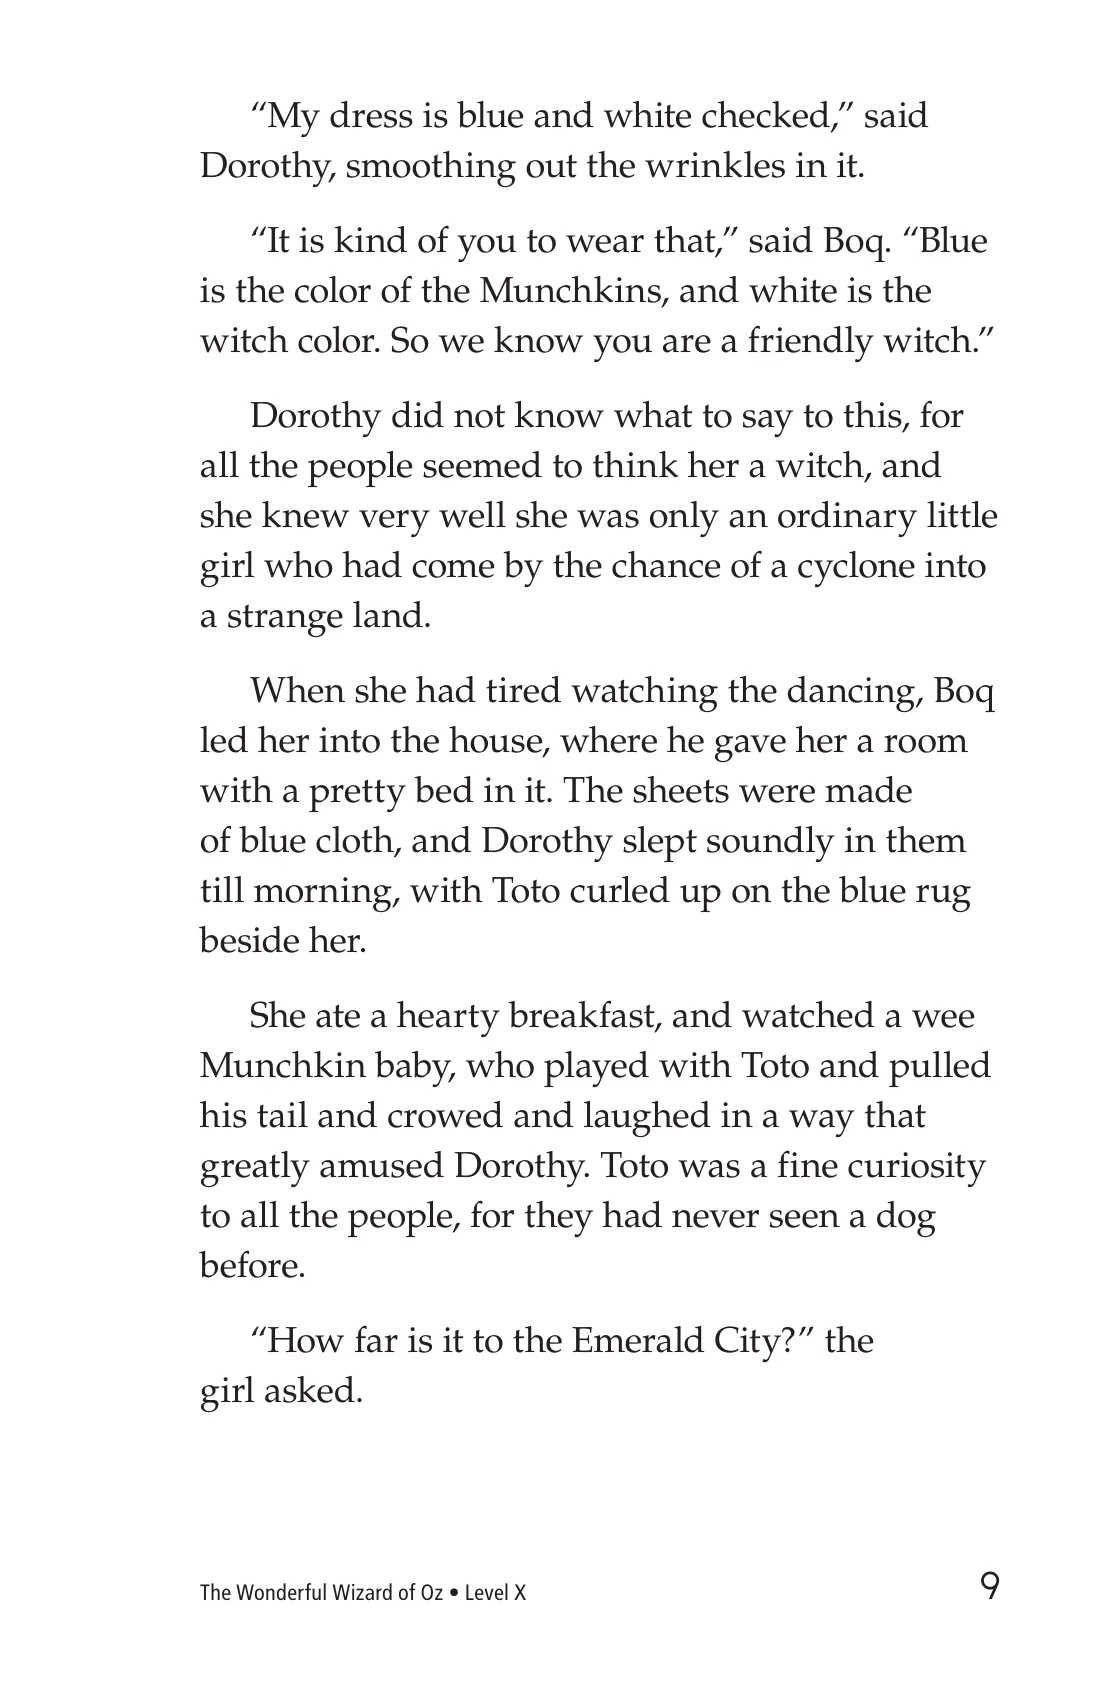 “My dress is blue and white checked,” said
Dorothy, smoothing out the wrinkles in it.
“It is kind of you to wear that,” said Boq. “Blue
is the color of the Munchkins, and white is the
witch color. So we know you are a friendly witch.”
Dorothy did not know what to say to this, for
all the people seemed to think her a witch, and
she knew very well she was only an ordinary little
girl who had come by the chance of a cyclone into
a strange land.
When she had tired watching the dancing, Boq
led her into the house, where he gave her a room
with a pretty bed in it. The sheets were made
of blue cloth, and Dorothy slept soundly in them
till morning, with Toto curled up on the blue rug
beside her.
She ate a hearty breakfast, and watched a wee
Munchkin baby, who played with Toto and pulled
his tail and crowed and laughed in a way that
greatly amused Dorothy. Toto was a fine curiosity
to all the people, for they had never seen a dog
before.
“How far is it to the Emerald City?” the
girl asked.
The Wonderful Wizard of Oz • Level X
9